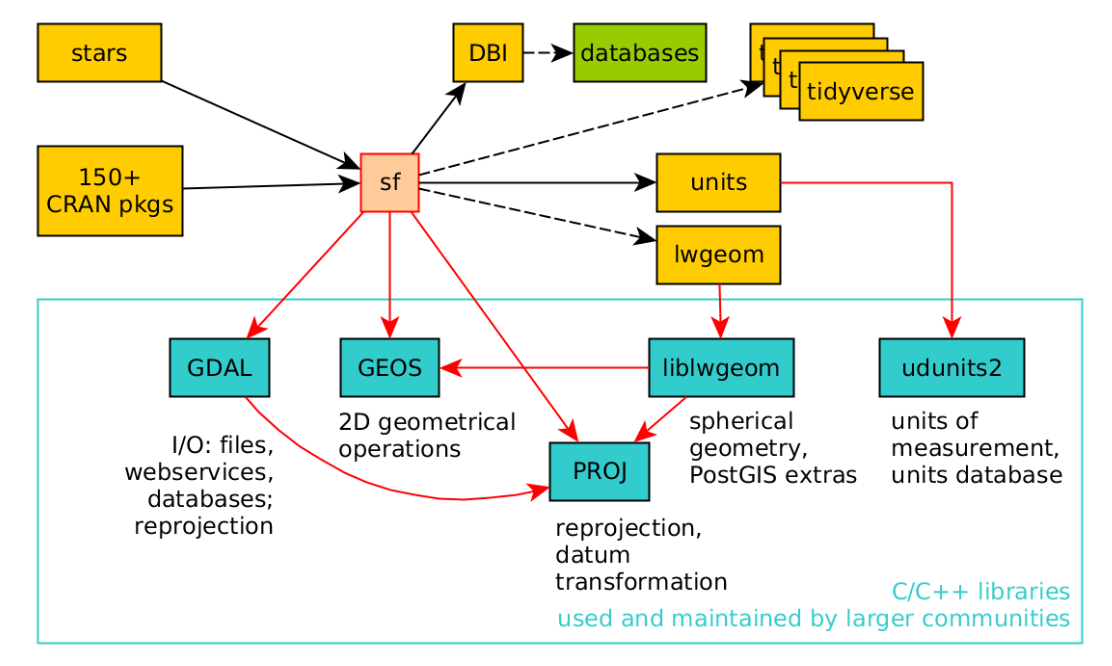 stars
DBI
databases
t
t
t
tidyverse
150+
CRAN pkgs
sf
units
lwgeom
GDAL
GEOS
liblwgeom
udunits2
I/O: files,
webservices,
databases;
reprojection
2D geometrical
operations
PROJ
spherical
geometry,
PostGIS extras
units of
measurement,
units database
reprojection,
datum
transformation
C/C++ libraries
used and maintained by larger communities